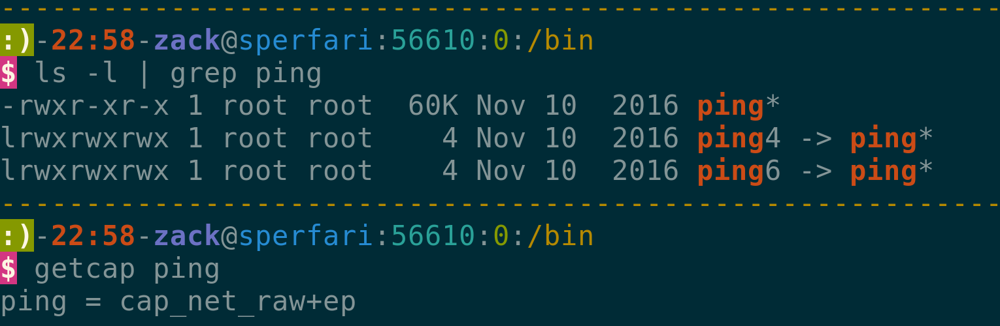 --------------------------------------------------------------
:)-22:58-zack@sperfari:56610:0:/bin
$ ls -l | grep ping
-rwxr-xr-x 1 root root  60K Nov 10  2016 ping*
lrwxrwxrwx 1 root root    4 Nov 10  2016 ping4 -> ping*
lrwxrwxrwx 1 root root    4 Nov 10  2016 ping6 -> ping*
-----------------------------------------------------------
:)-22:58-zack@sperfari:56610:0:/bin
$ getcap ping
ping = cap_net_raw+ep